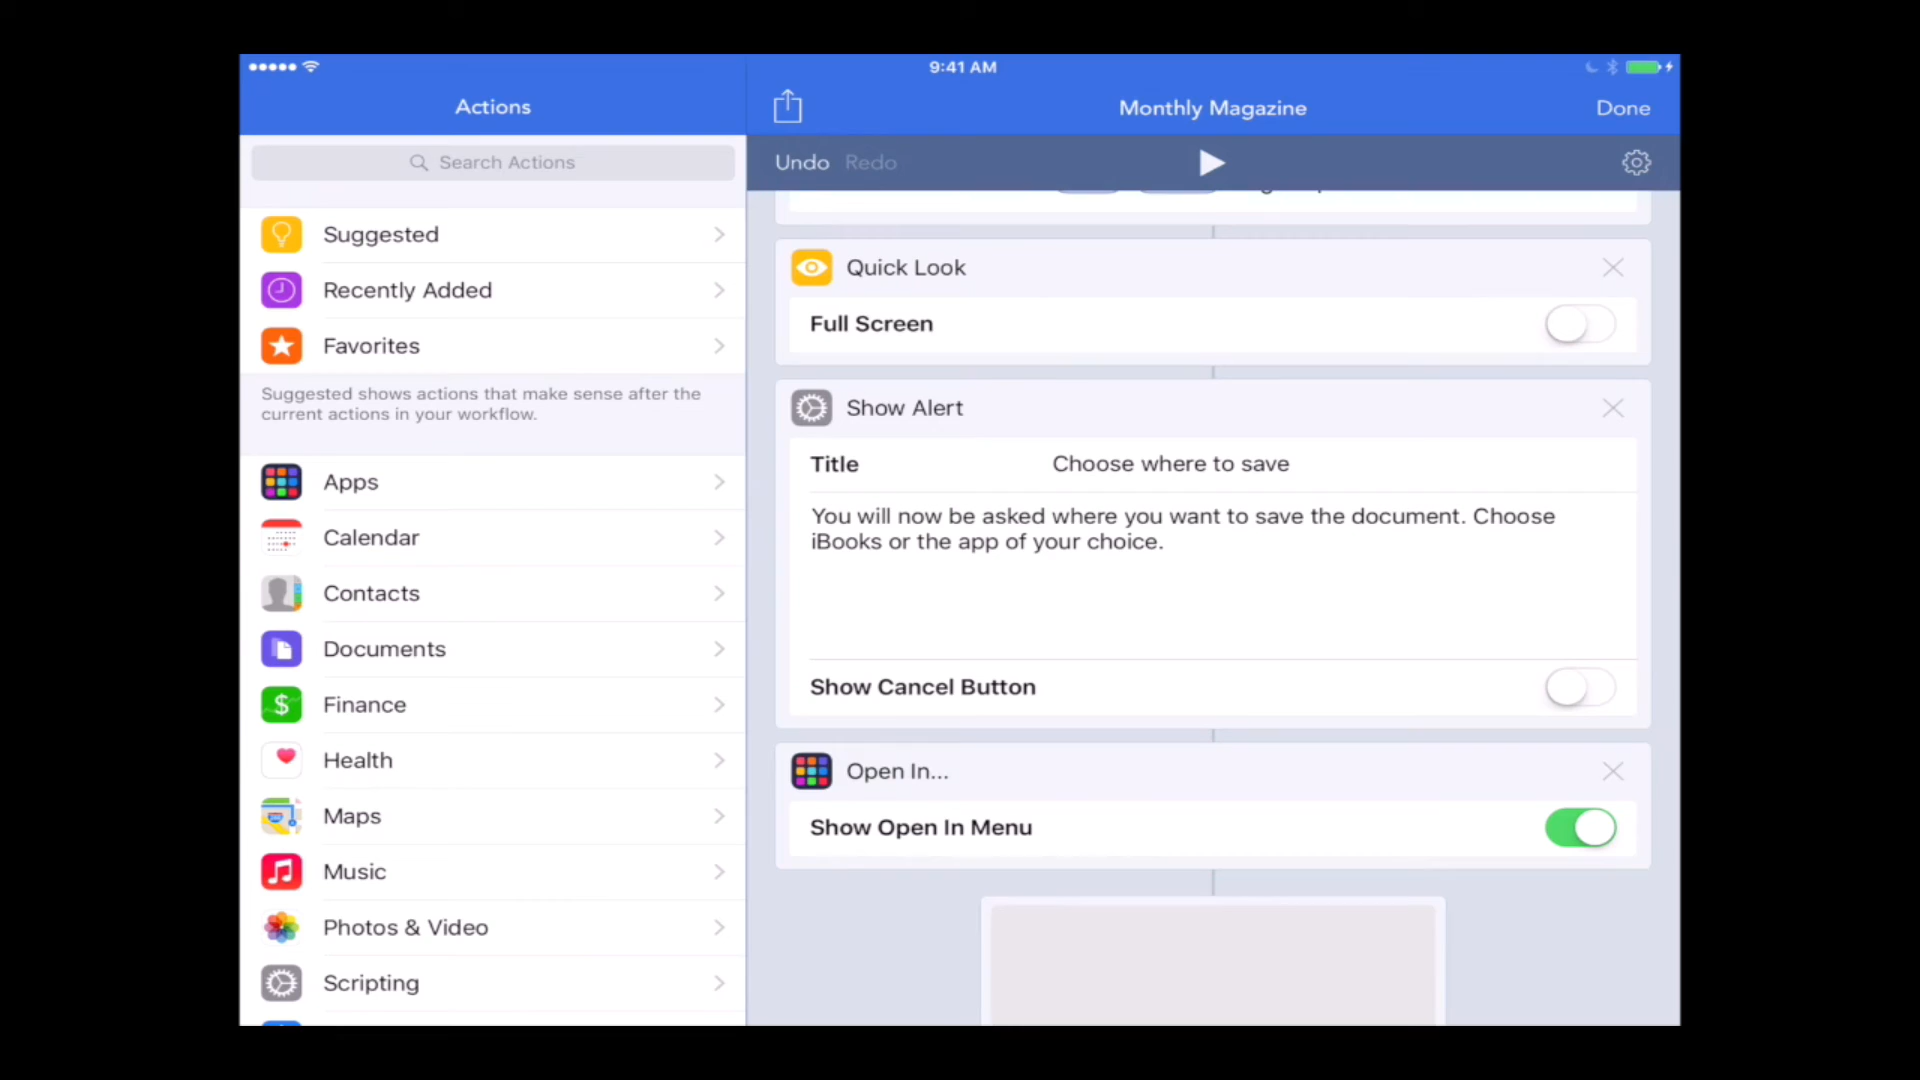 9:41 AM
Actions
Monthly Magazine
Done
Search Actions
Undo Redo
Suggested
Recently Added
Favorites
Suggested shows actions that make sense after the
current actions in your workflow.
Apps
Calendar
Contacts
Documents
Finance
Health
Maps
Music
Photos & Video
Scripting
Quick Look
Full Screen
Show Alert
Title Choose where to save
You will now be asked where you want to save the document. Choose
iBooks or the app of your choice.
Show Cancel Button
Open In...
Show Open In Menu